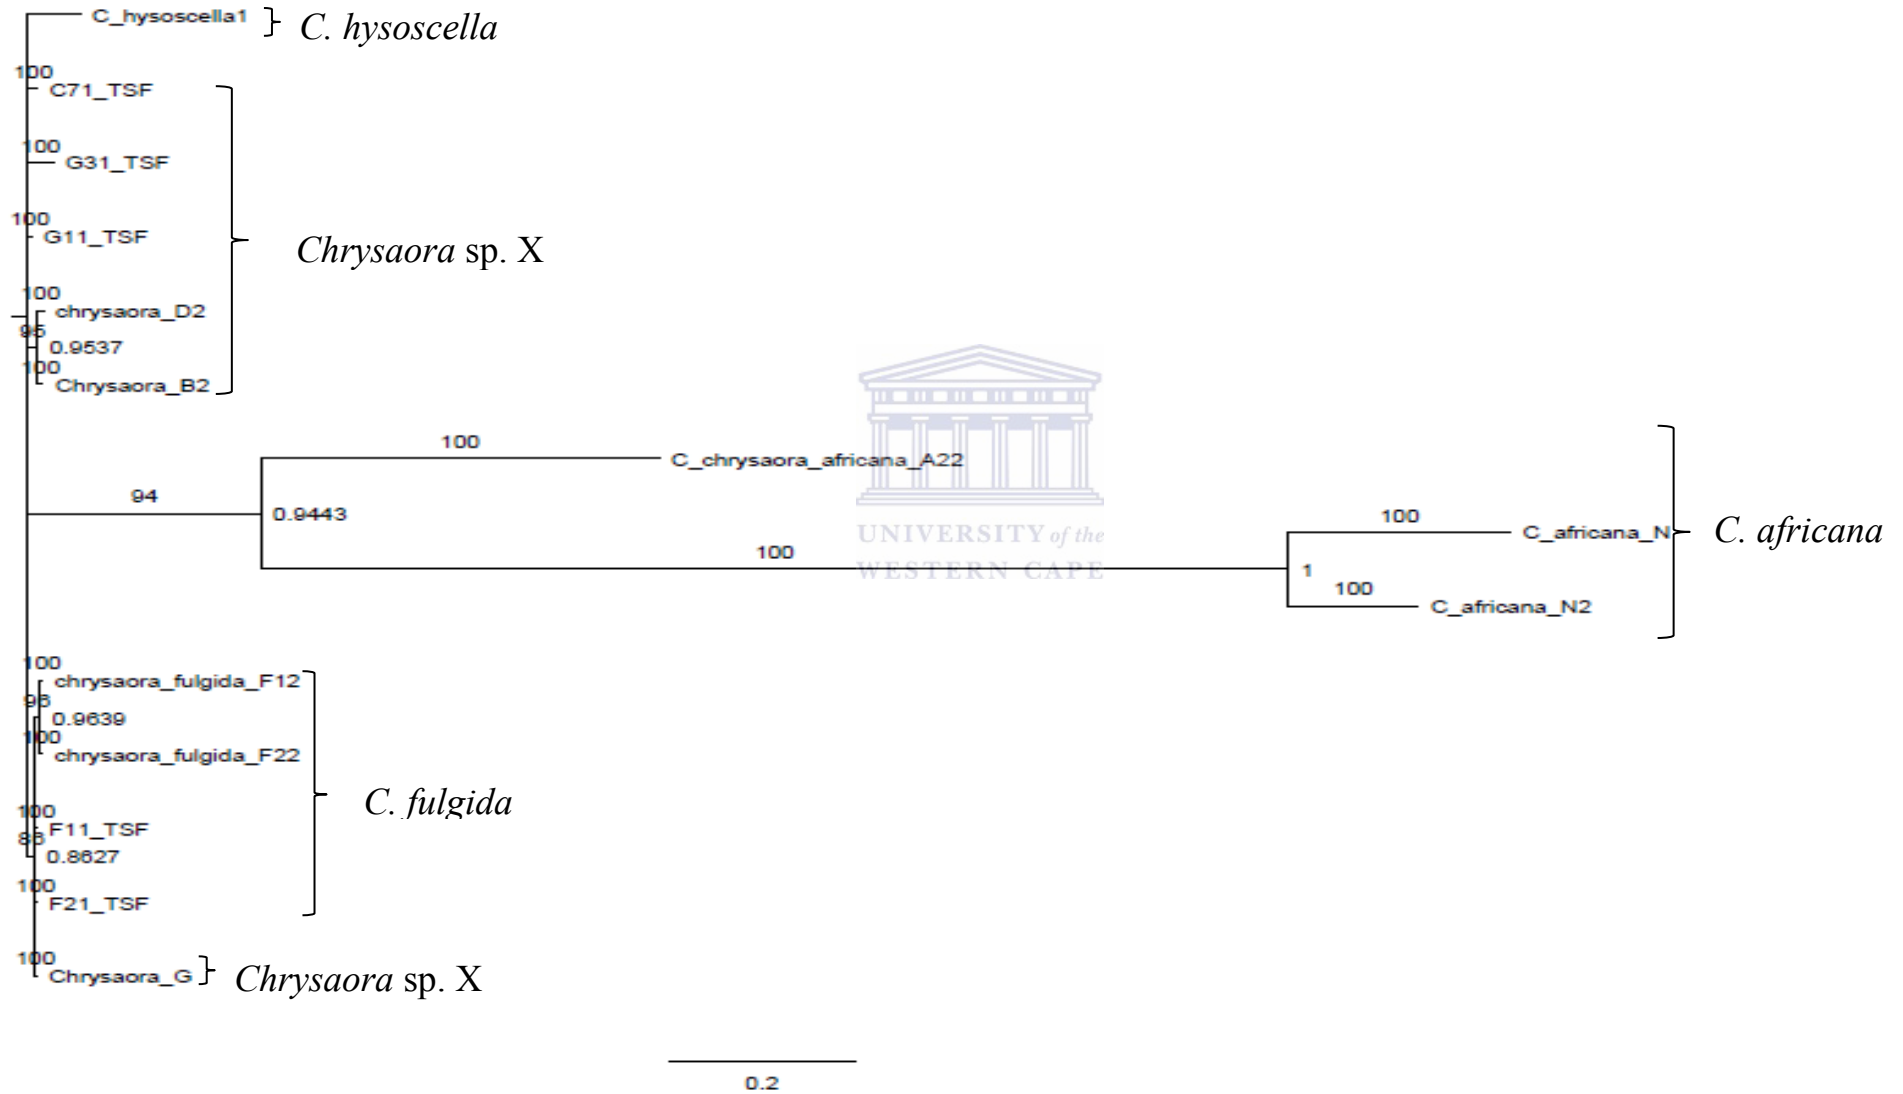 C_hysoscella1
C. hysoscella
100
C71_TSF
100
G31_TSF
100
G11_TSF
Chrysaora sp. X
100
chrysaora_D2
95
0.9537
100
Chrysaora_B2
100
C_chrysaora_africana_A22
94
0.9443
100
C_africana_N
C. africana
UNIVERSITY of the
WESTERN CAPE
100
1
100
C_africana_N2
100
chrysaora_fulgida_F12
96
0.9639
100
chrysaora_fulgida_F22
C. fulgida
100
F11_TSF
86
0.8627
100
F21_TSF
100
Chrysaora_G
Chrysaora sp. X
0.2